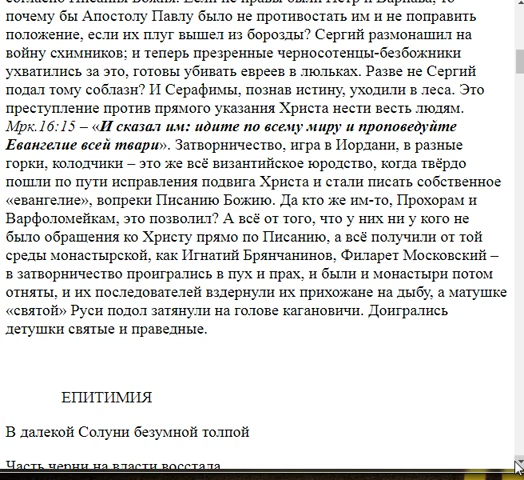 согласно Писания Божия. Если не правы были Петр и Варнава, то
почему бы Апостолу Павлу было не противостать им и не поправить
положение, если их плуг вышел из борозды? Сергий размонашил на
войну схимников; и теперь презренные черносотенцы-безбожники
ухватились за это, готовы убивать евреев в люльках. Разве не Сергий
подал тому соблазн? И Серафимы, познав истину, уходили в леса. Это
преступление против прямого указания Христа нести весть людям.
Мрк.16:15 – «И сказал им: идите по всему миру и проповедуйте
Евангелие всей твари». Затворничество, игра в Иордани, в разные
горки, колодчики – это же всё византийское юродство, когда твёрдо
пошли по пути исправления подвига Христа и стали писать собственное
«евангелие», вопреки Писанию Божию. Да кто же им-то, Прохорам и
Варфоломейкам, это позволил? А всё от того, что у них ни у кого не
было обращения ко Христу прямо по Писанию, а всё получили от той
среды монастырской, как Игнатий Брянчанинов, Филарет Московский –
в затворничество проигрались в пух и прах, и были и монастыри потом
отняты, и их последователей вздернули их прихожане на дыбу, а матушке
«святой» Руси подол затянули на голове кагановичи. Доигрались
детушки святые и праведные.
ЕПИТИМИЯ
В далекой Солуни безумной толпой
Часть черни на власти восстала